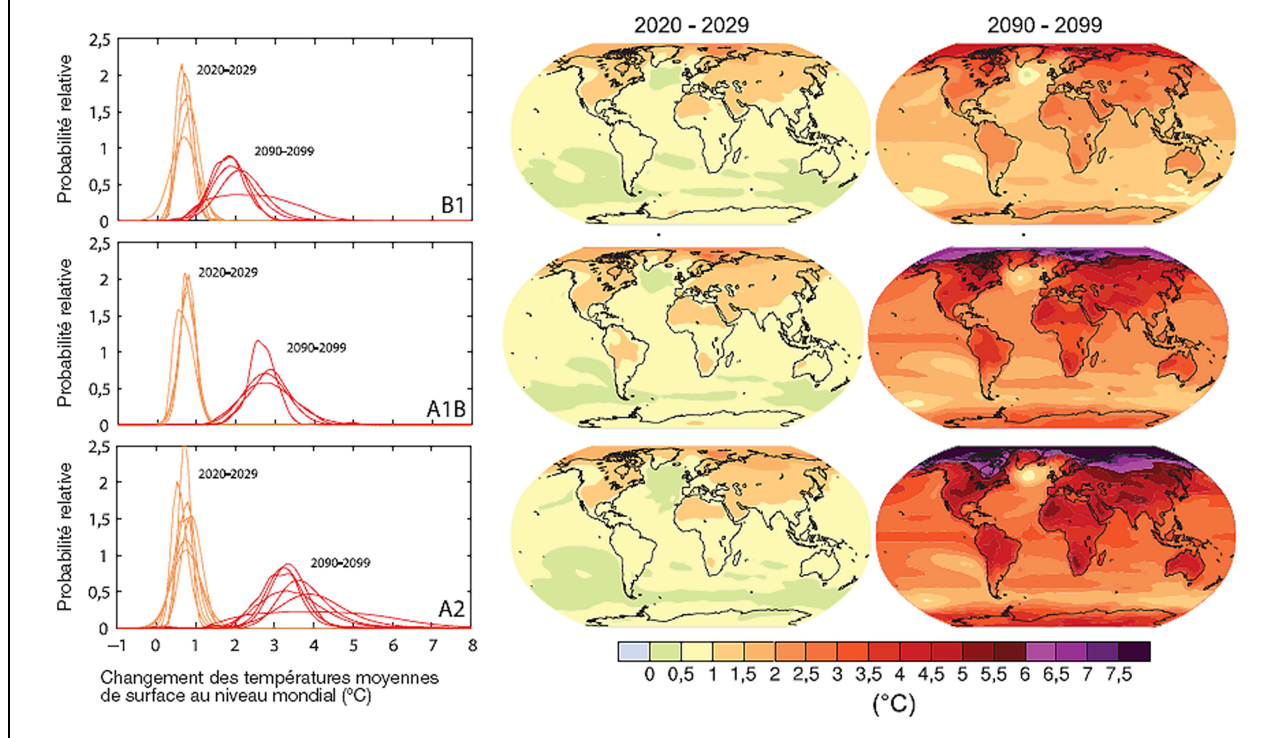 2020 - 2029
2090 - 2099
2,5
2
1,5
1
0,5
0
Probabilité relative
2020-2029
2090-2099
B1
2,5
2
1,5
1
0,5
0
Probabilité relative
2020-2029
2090-2099
A1B
2,5
2
1,5
1
0,5
0
Probabilité relative
2020-2029
2090-2099
A2
−1 0 1 2 3 4 5 6 7 8
Changement des températures moyennes
de surface au niveau mondial (ºC)
0 0,5 1 1,5 2 2,5 3 3,5 4 4,5 5 5,5 6 6,5 7 7,5
(°C)